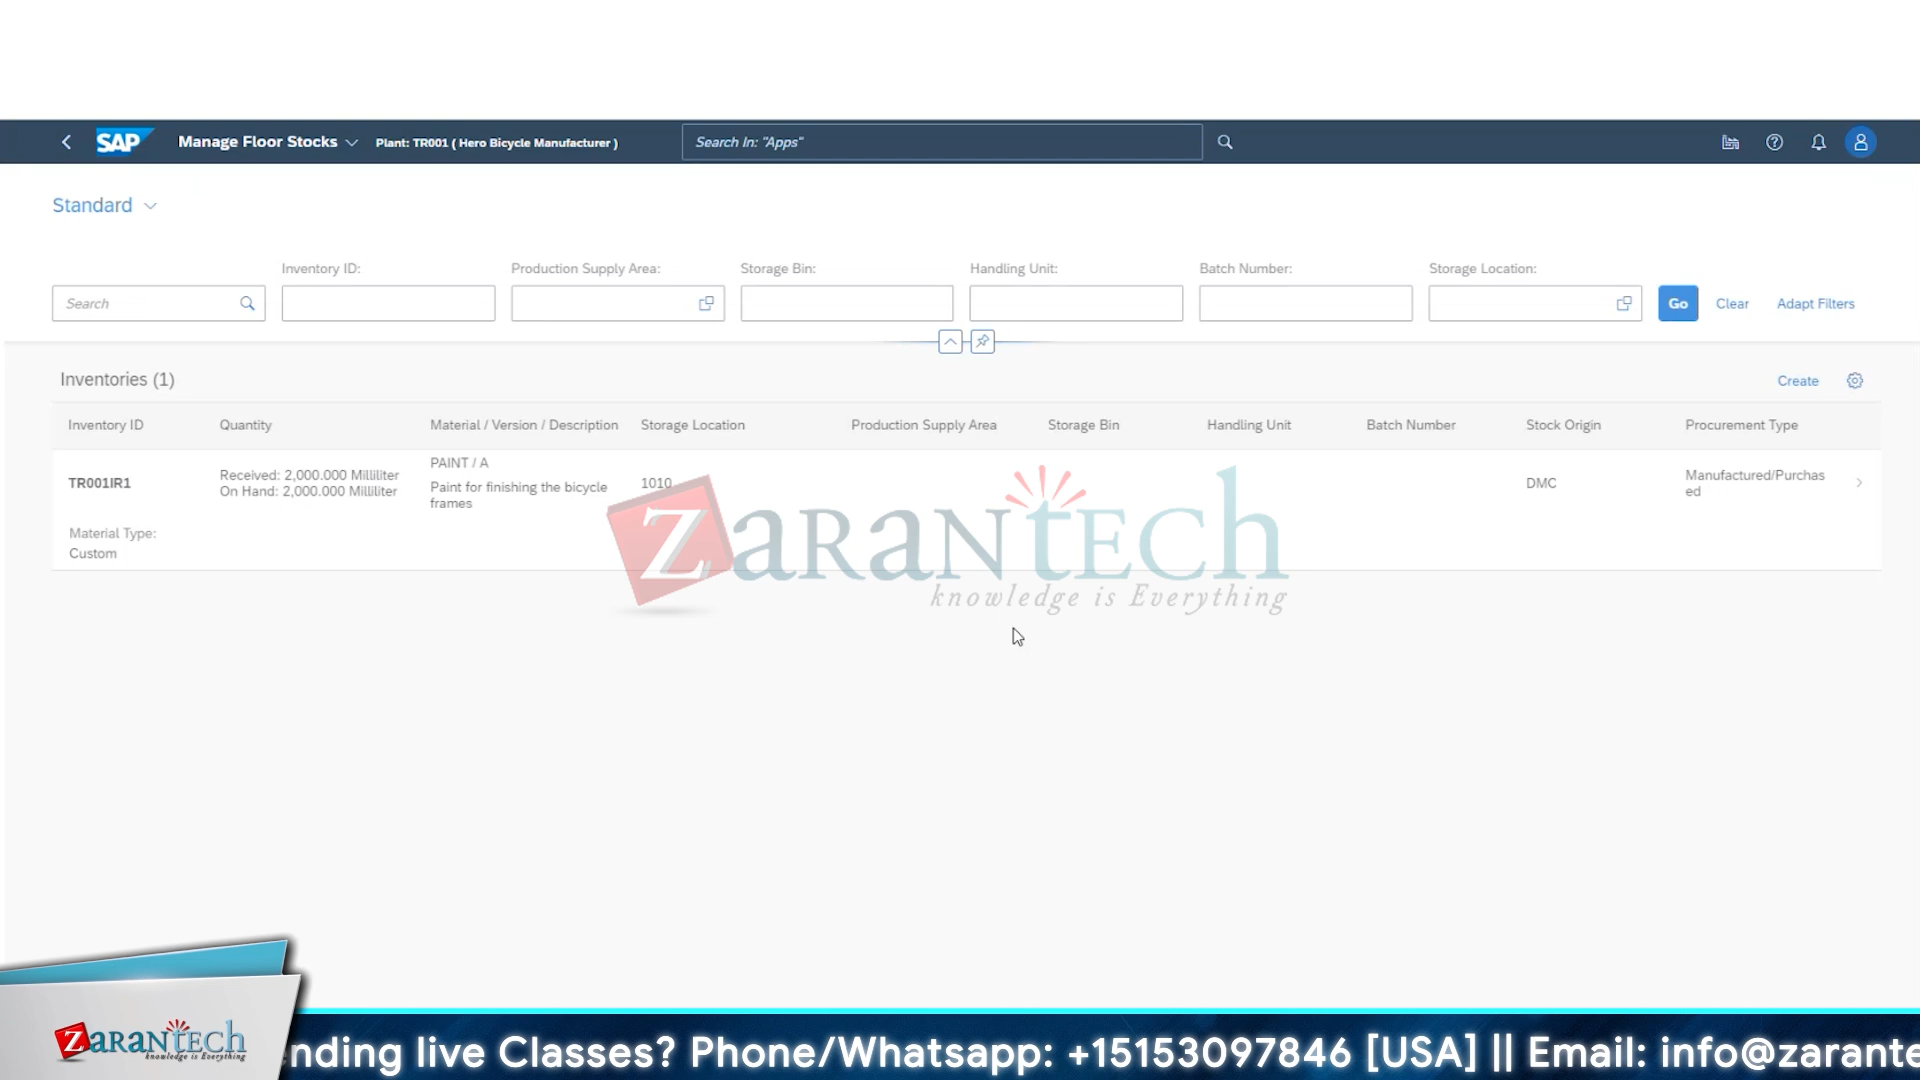 SAP Manage Floor Stocks Plant: TR001 ( Hero Bicycle Manufacturer ) Search In: "Apps"
Standard
Inventory ID: Production Supply Area: Storage Bin: Handling Unit: Batch Number: Storage Location:
Search Go Clear Adapt Filters
Inventories (1) Create
Inventory ID Quantity Material / Version / Description Storage Location Production Supply Area Storage Bin Handling Unit Batch Number Stock Origin Procurement Type
TR001IR1
Received: 2,000.000 Milliliter
On Hand: 2,000.000 Milliliter
PAINT / A
Paint for finishing the bicycle
frames
1010
DMC
Manufactured/Purchas
ed
Material Type:
Custom
ZaranTech
knowledge is Everything
ZaranTech
knowledge is Everything
nding live Classes? Phone/Whatsapp: +15153097846 [USA] || Email: info@zarante